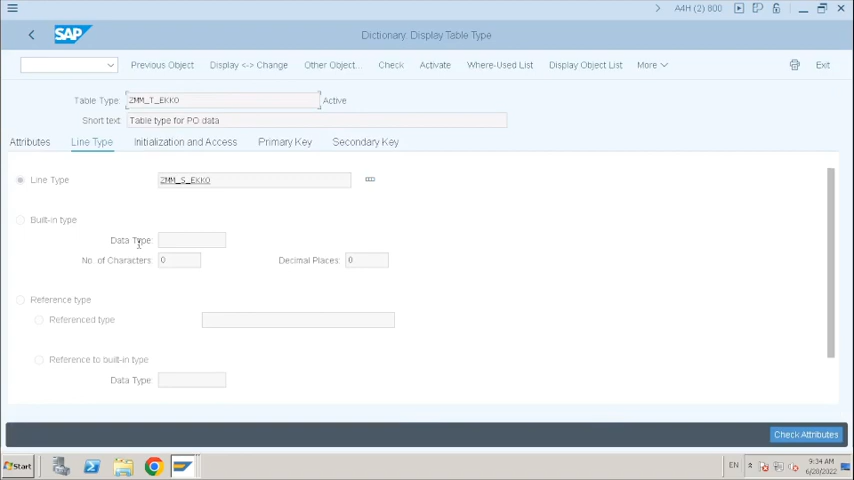 A4H (2) 800
SAP
Dictionary: Display Table Type
Previous Object Display <-> Change Other Object... Check Activate Where-Used List Display Object List More Exit
Table Type: ZMM_T_EKKO Active
Short text: Table type for PO data
Attributes Line Type Initialization and Access Primary Key Secondary Key
Line Type ZMM_S_EKKO
Built-in type
Data Type:
No. of Characters: 0 Decimal Places: 0
Reference type
Referenced type
Reference to built-in type
Data Type:
Check Attributes
Start EN 9:34 AM
6/28/2022